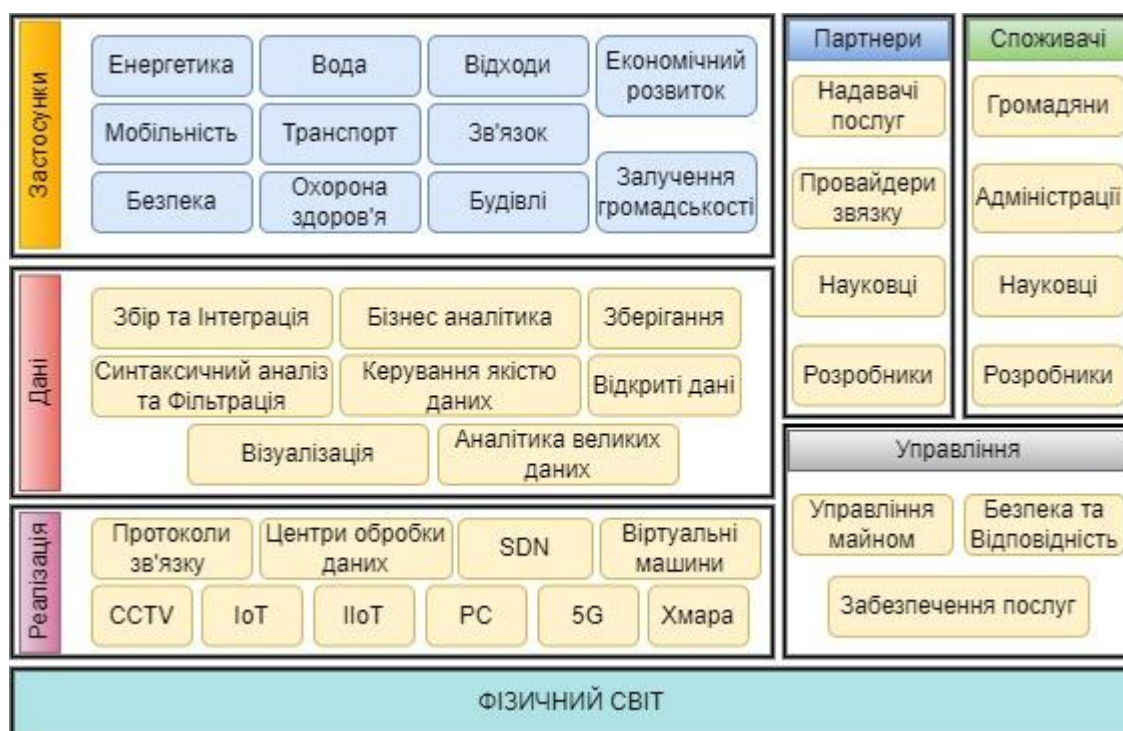 Застосунки
Енергетика
Вода
Відходи
Економічний
розвиток
Мобільність
Транспорт
Зв'язок
Безпека
Охорона
здоров'я
Будівлі
Залучення
громадськості
Дані
Збір та Інтеграція
Бізнес аналітика
Зберігання
Синтаксичний аналіз
та Фільтрація
Керування якістю
даних
Відкриті дані
Візуалізація
Аналітика великих
даних
Реалізація
Протоколи
зв'язку
Центри обробки
даних
SDN
Віртуальні
машини
CCTV
IoT
IIoT
PC
5G
Хмара
Партнери
Надавачі
послуг
Провайдери
звязку
Науковці
Розробники
Споживачі
Громадяни
Адміністрації
Науковці
Розробники
Управління
Управління
майном
Безпека та
Відповідність
Забезпечення послуг
ФІЗИЧНИЙ СВІТ